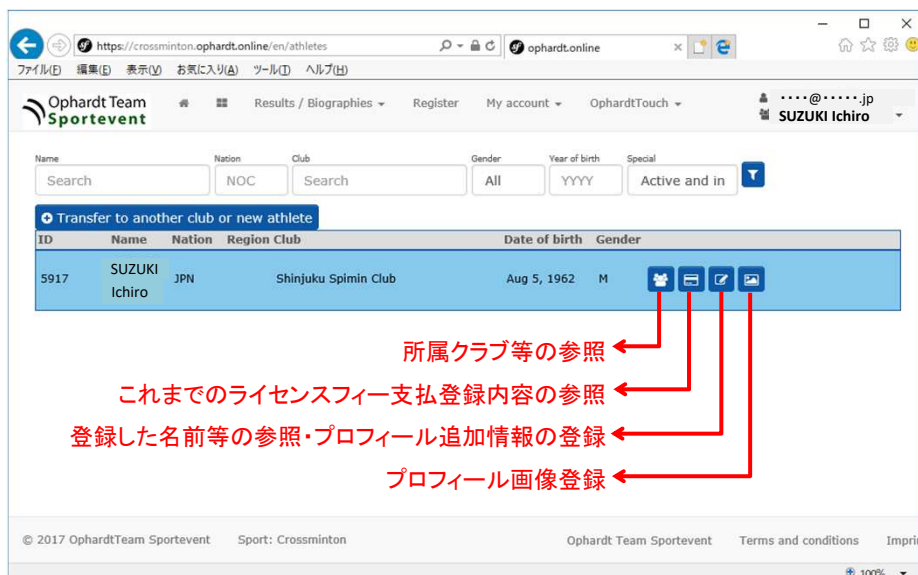 https://crossminton.ophardt.online/en/athletes
ophardt.online
ファイル(F) 編集(E) 表示(V) お気に入り(A) ツール(T) ヘルプ(H)
Ophardt Team Sportevent
Results / Biographies
Register
My account
OphardtTouch
････@･････.jp
SUZUKI Ichiro
Name Nation Club Gender Year of birth Special
Search NOC Search All YYYY Active and in
Transfer to another club or new athlete
ID Name Nation Region Club Date of birth Gender
5917 SUZUKI Ichiro JPN Shinjuku Spimin Club Aug 5, 1962 M
所属クラブ等の参照
これまでのライセンスフィー支払登録内容の参照
登録した名前等の参照・プロフィール追加情報の登録
プロフィール画像登録
© 2017 OphardtTeam Sportevent Sport: Crossminton Ophardt Team Sportevent Terms and conditions Imprin
100%